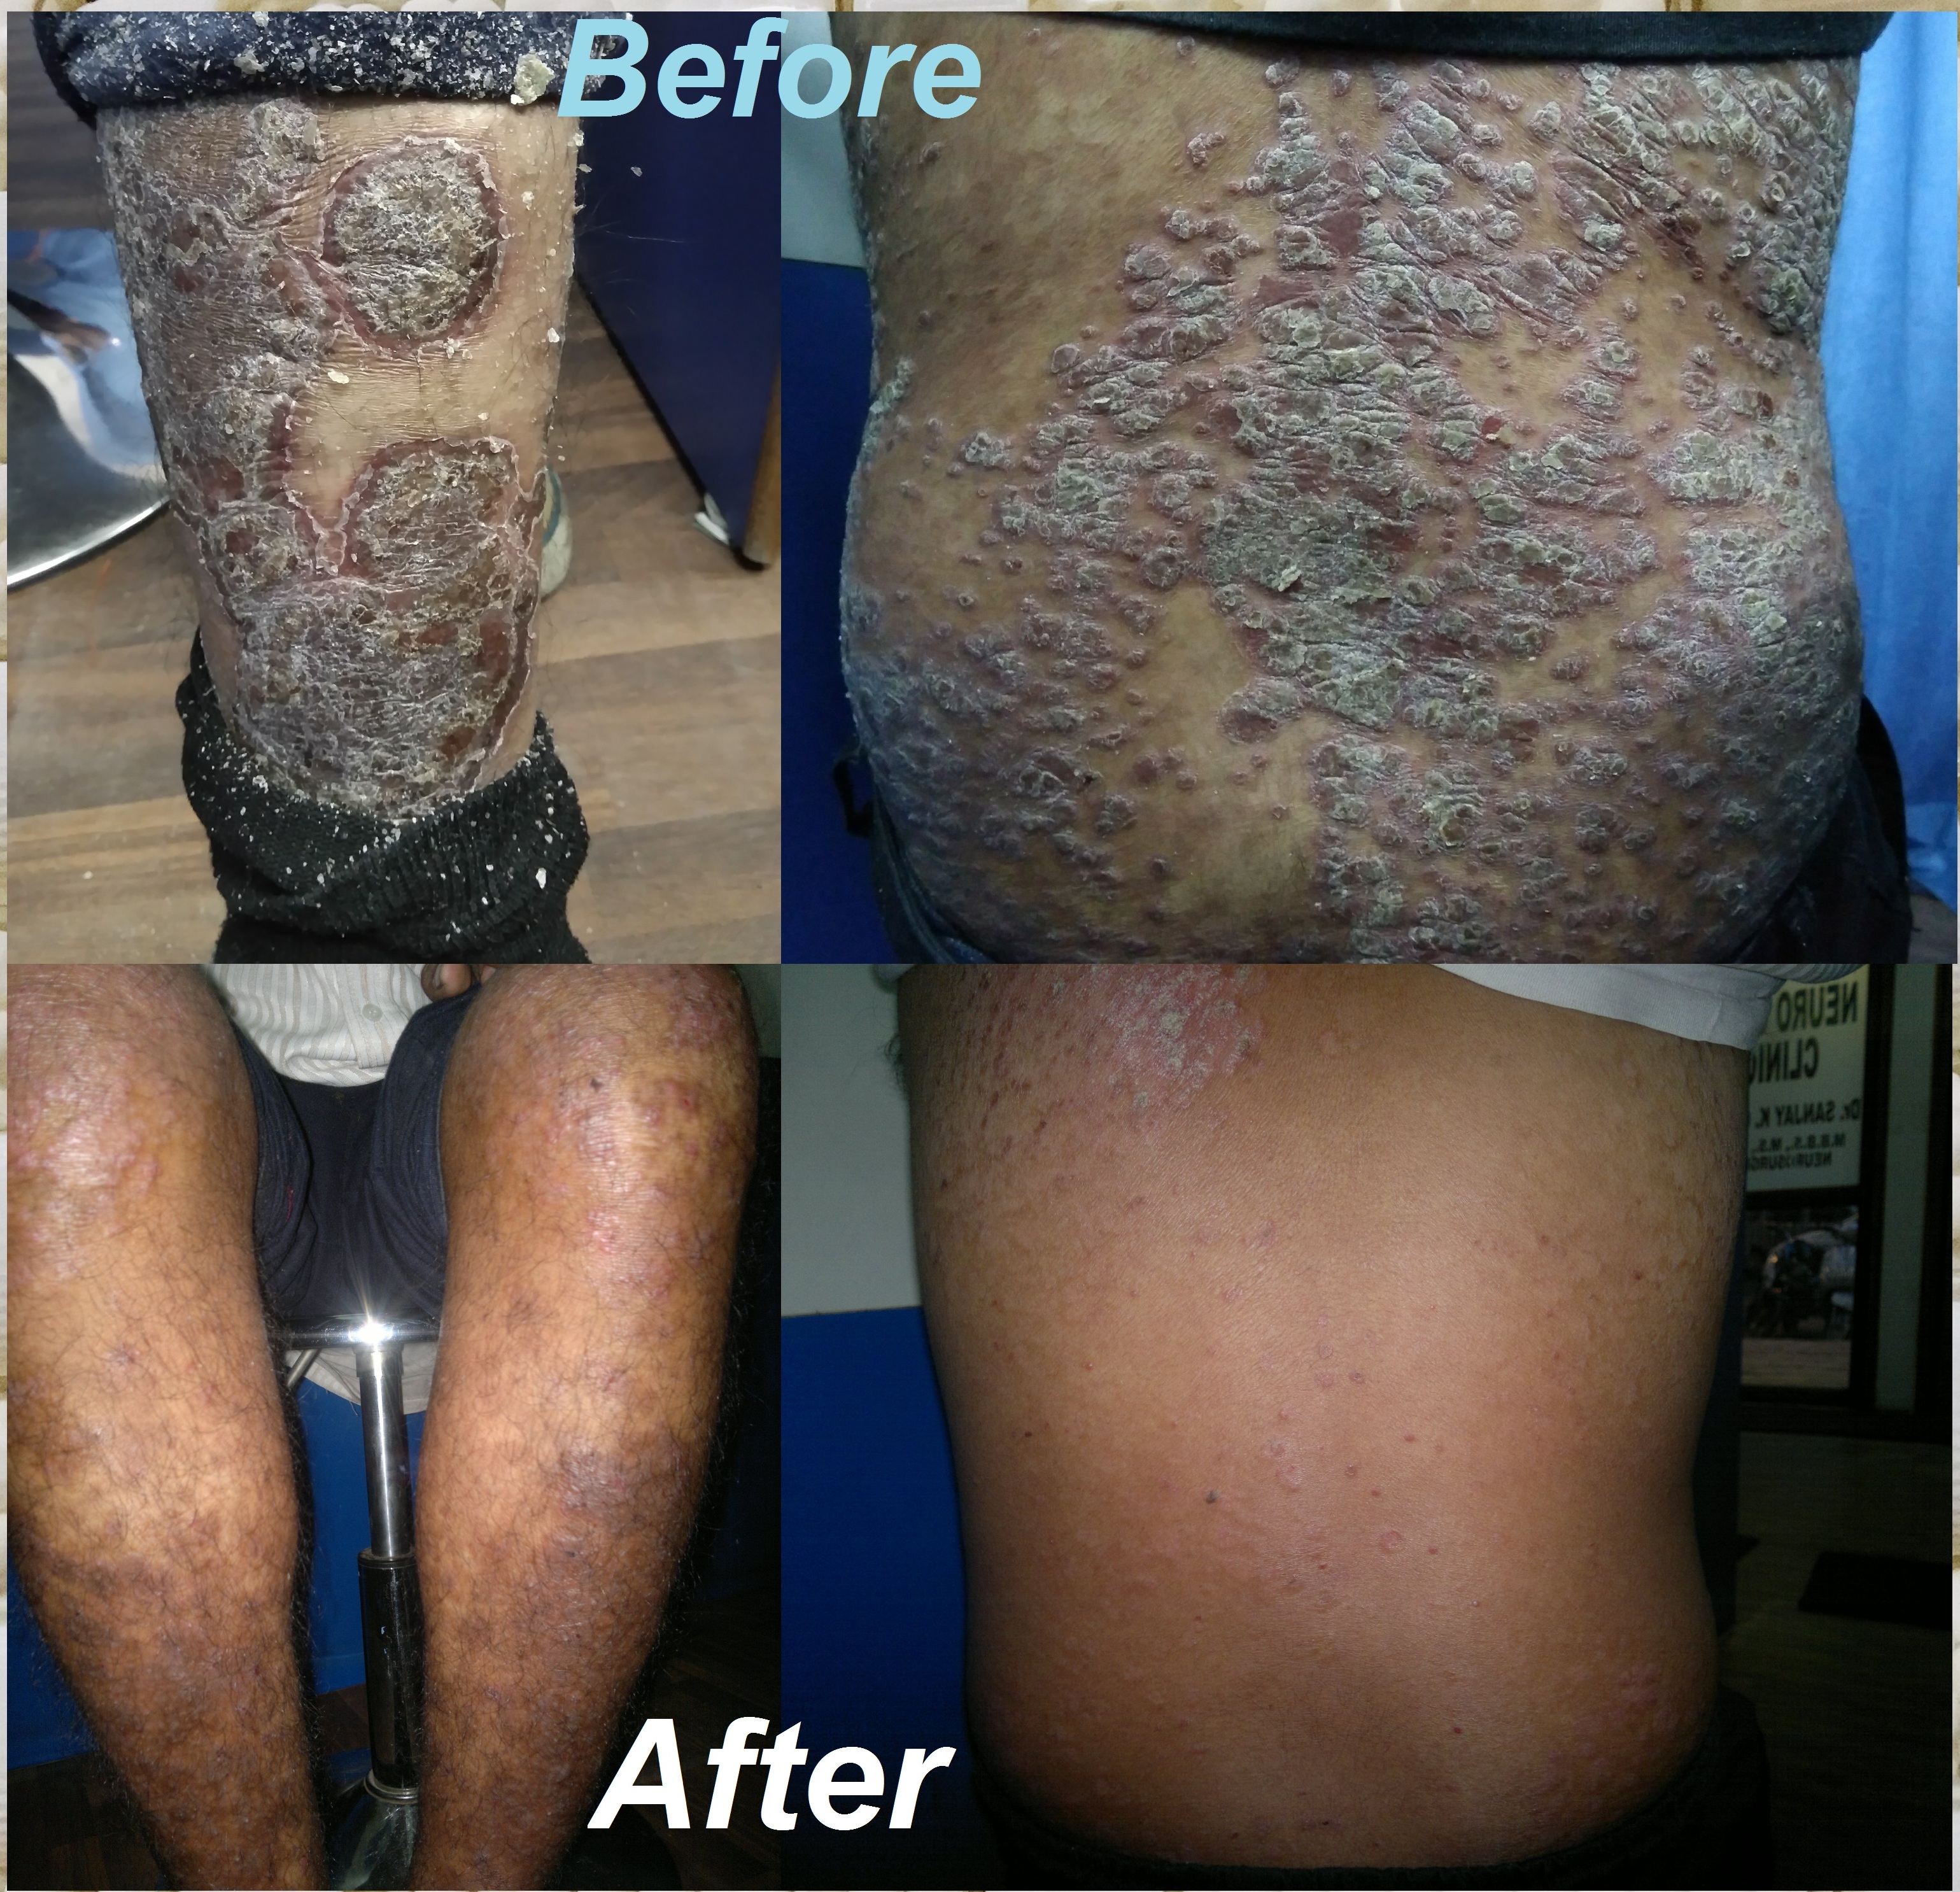 Before
NEURO
CLINIC
Dr. SANJAY K.
M.B.B.S., M.S.
After